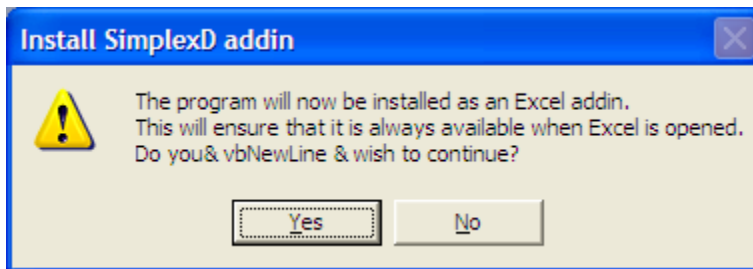 Install SimplexD addin
The program will now be installed as an Excel addin.
This will ensure that it is always available when Excel is opened.
Do you& vbNewLine & wish to continue?
Yes No